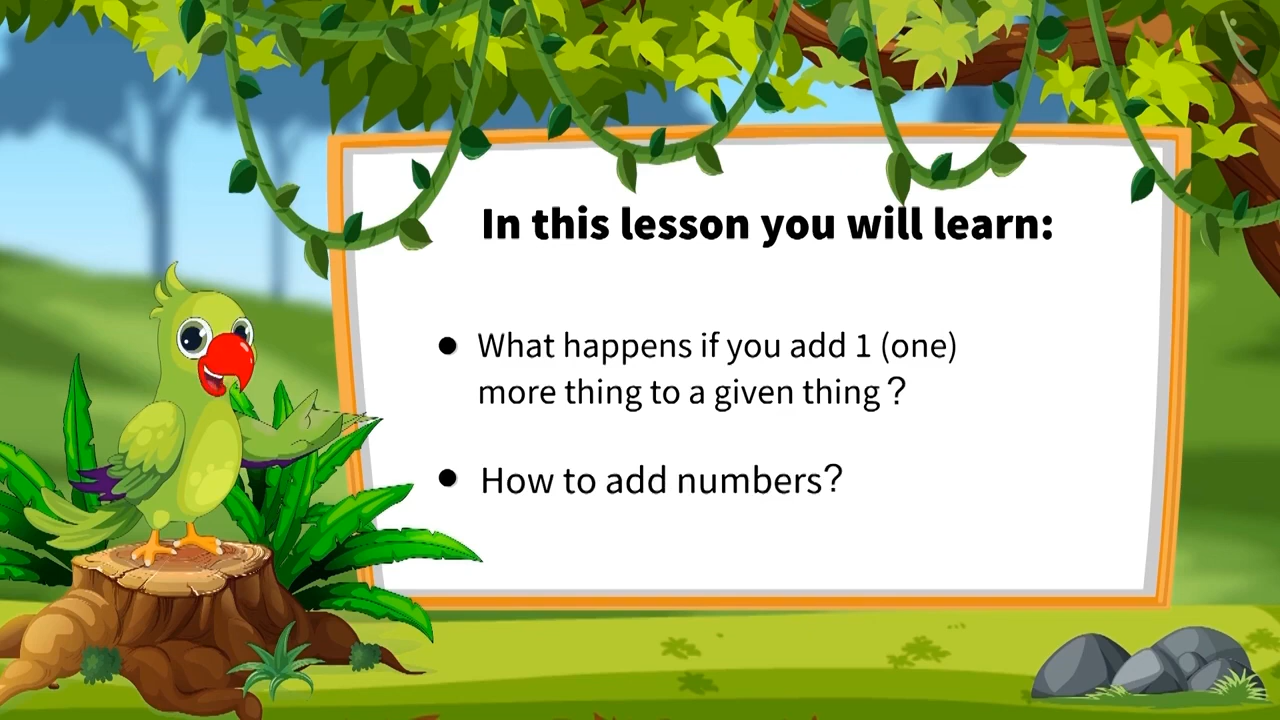 In this lesson you will learn:
● What happens if you add 1 (one)
more thing to a given thing ?
● How to add numbers?